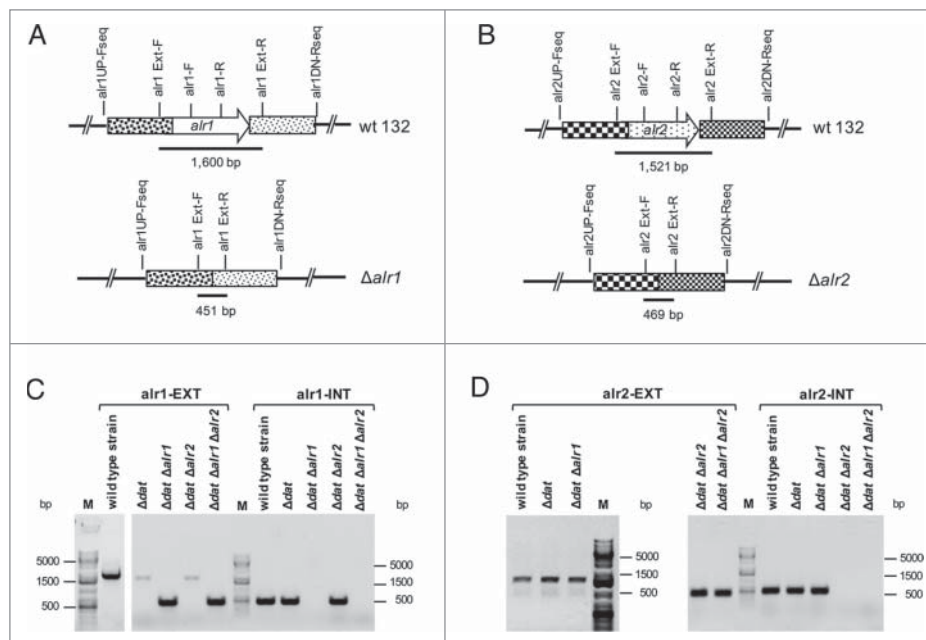 A
alr1UP-Fseq
alr1 Ext-F
alr1-F
alr1-R
alr1 Ext-R
alr1DN-Rseq
alr1
wt 132
1,600 bp
alr1UP-Fseq
alr1 Ext-F
alr1 Ext-R
alr1DN-Rseq
Δalr1
451 bp
B
alr2UP-Fseq
alr2 Ext-F
alr2-F
alr2-R
alr2 Ext-R
alr2DN-Rseq
alr2
wt 132
1,521 bp
alr2UP-Fseq
alr2 Ext-F
alr2 Ext-R
alr2DN-Rseq
Δalr2
469 bp
C
alr1-EXT
alr1-INT
bp
M
wild type strain
Δdat
Δdat Δalr1
Δdat Δalr2
Δdat Δalr1 Δalr2
M
wild type strain
Δdat
Δdat Δalr1
Δdat Δalr2
Δdat Δalr1 Δalr2
bp
5000
1500
500
5000
1500
500
D
alr2-EXT
alr2-INT
wild type strain
Δdat
Δdat Δalr1
M
bp
Δdat Δalr2
Δdat Δalr1 Δalr2
M
wild type strain
Δdat
Δdat Δalr1
Δdat Δalr2
Δdat Δalr1 Δalr2
bp
5000
1500
500
5000
1500
500